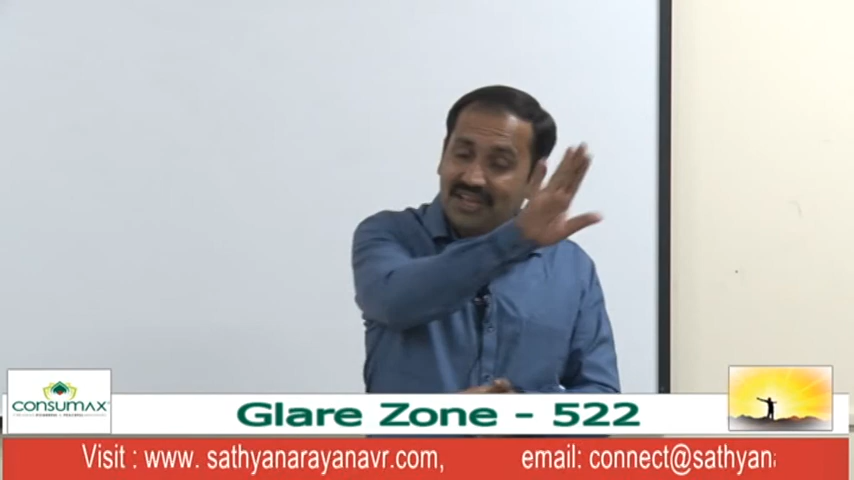 CONSUMAX
Glare Zone - 522
Visit : www. sathyanarayanavr.com, email: connect@sathyan